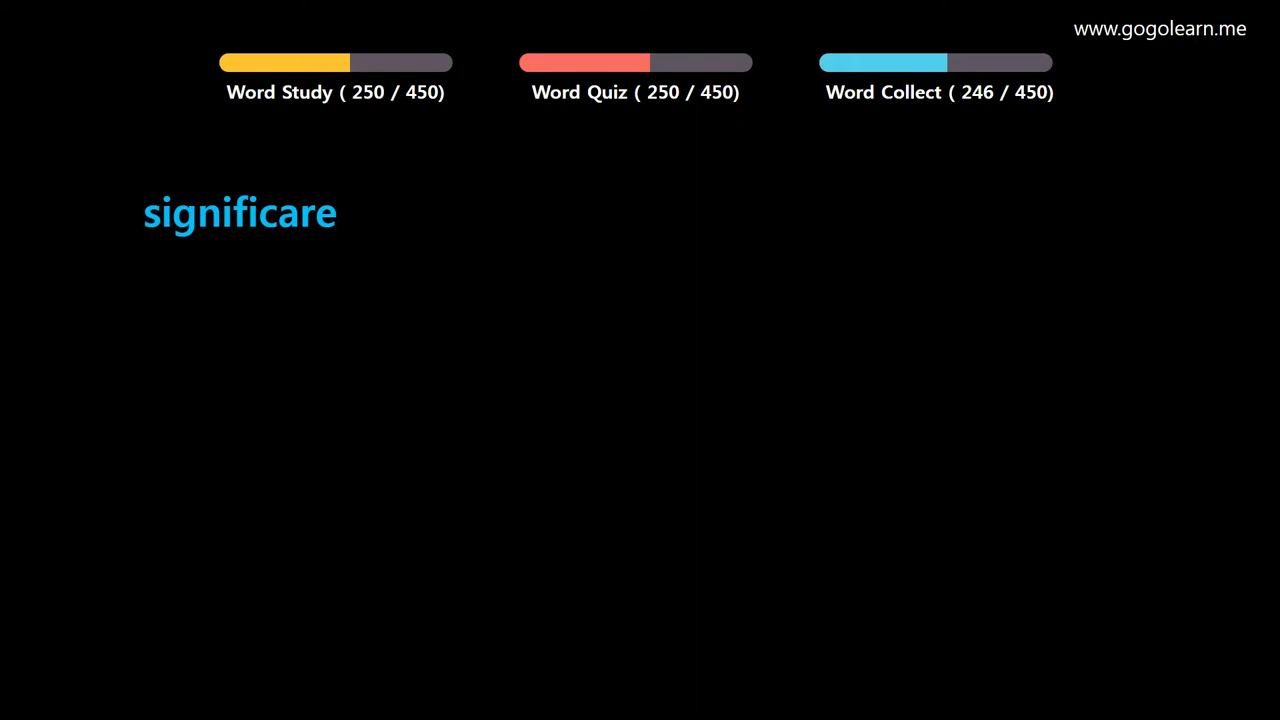 www.gogolearn.me
Word Study ( 250 / 450)
Word Quiz ( 250 / 450)
Word Collect ( 246 / 450)
significare